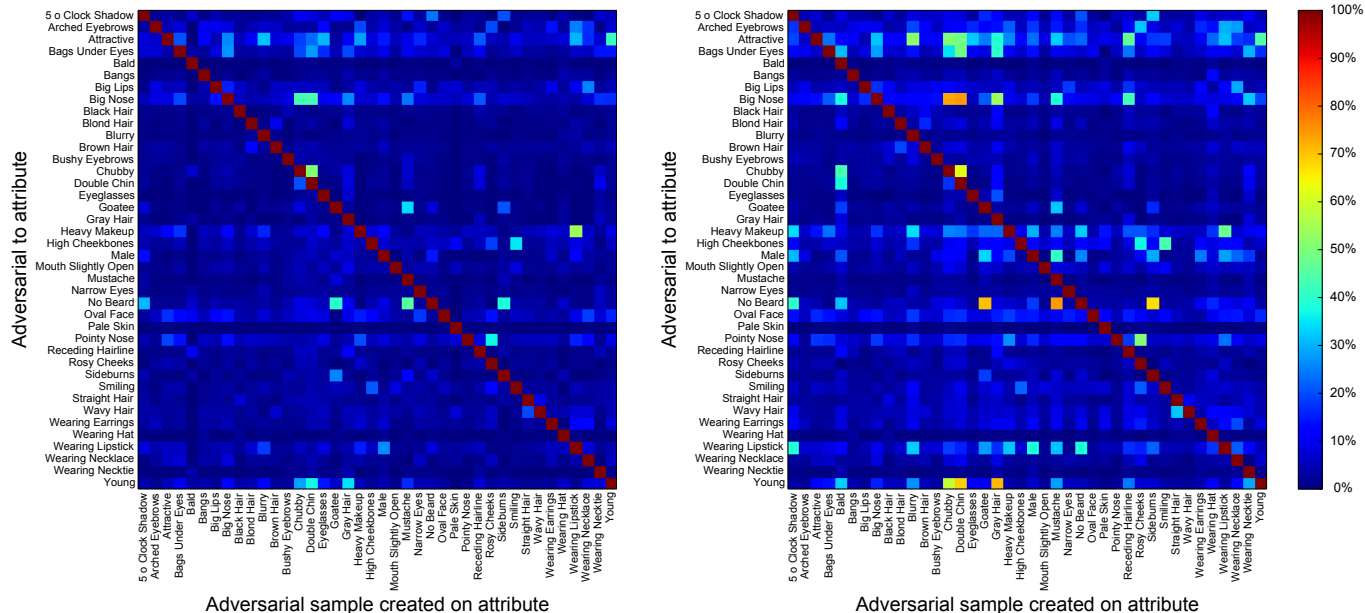 5 o Clock Shadow
Arched Eyebrows
Attractive
Bags Under Eyes
Bald
Bangs
Big Lips
Big Nose
Black Hair
Blond Hair
Blurry
Brown Hair
Bushy Eyebrows
Chubby
Double Chin
Eyeglasses
Goatee
Gray Hair
Heavy Makeup
High Cheekbones
Male
Mouth Slightly Open
Mustache
Narrow Eyes
No Beard
Oval Face
Pale Skin
Pointy Nose
Receding Hairline
Rosy Cheeks
Sideburns
Smiling
Straight Hair
Wavy Hair
Wearing Earrings
Wearing Hat
Wearing Lipstick
Wearing Necklace
Wearing Necktie
Young
Adversarial to attribute
5 o Clock Shadow
Arched Eyebrows
Attractive
Bags Under Eyes
Bald
Bangs
Big Lips
Big Nose
Black Hair
Blond Hair
Blurry
Brown Hair
Bushy Eyebrows
Chubby
Double Chin
Eyeglasses
Goatee
Gray Hair
Heavy Makeup
High Cheekbones
Male
Mouth Slightly Open
Mustache
Narrow Eyes
No Beard
Oval Face
Pale Skin
Pointy Nose
Receding Hairline
Rosy Cheeks
Sideburns
Smiling
Straight Hair
Wavy Hair
Wearing Earrings
Wearing Hat
Wearing Lipstick
Wearing Necklace
Wearing Necktie
Young
Adversarial sample created on attribute
5 o Clock Shadow
Arched Eyebrows
Attractive
Bags Under Eyes
Bald
Bangs
Big Lips
Big Nose
Black Hair
Blond Hair
Blurry
Brown Hair
Bushy Eyebrows
Chubby
Double Chin
Eyeglasses
Goatee
Gray Hair
Heavy Makeup
High Cheekbones
Male
Mouth Slightly Open
Mustache
Narrow Eyes
No Beard
Oval Face
Pale Skin
Pointy Nose
Receding Hairline
Rosy Cheeks
Sideburns
Smiling
Straight Hair
Wavy Hair
Wearing Earrings
Wearing Hat
Wearing Lipstick
Wearing Necklace
Wearing Necktie
Young
Adversarial to attribute
5 o Clock Shadow
Arched Eyebrows
Attractive
Bags Under Eyes
Bald
Bangs
Big Lips
Big Nose
Black Hair
Blond Hair
Blurry
Brown Hair
Bushy Eyebrows
Chubby
Double Chin
Eyeglasses
Goatee
Gray Hair
Heavy Makeup
High Cheekbones
Male
Mouth Slightly Open
Mustache
Narrow Eyes
No Beard
Oval Face
Pale Skin
Pointy Nose
Receding Hairline
Rosy Cheeks
Sideburns
Smiling
Straight Hair
Wavy Hair
Wearing Earrings
Wearing Hat
Wearing Lipstick
Wearing Necklace
Wearing Necktie
Young
Adversarial sample created on attribute
100%
90%
80%
70%
60%
50%
40%
30%
20%
10%
0%